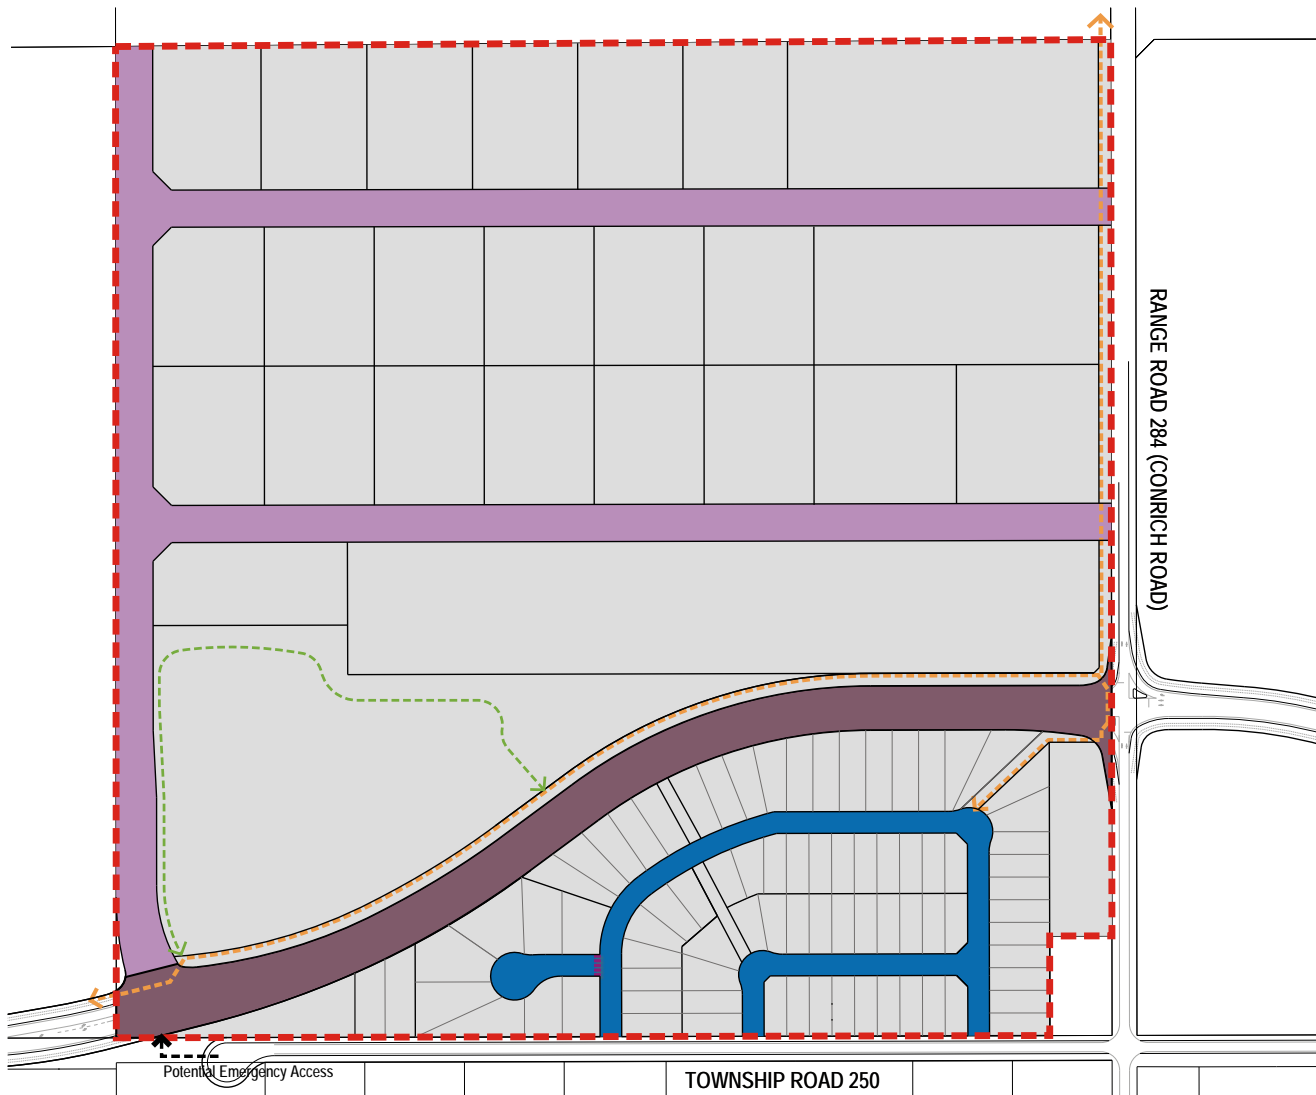 RANGE ROAD 284 (CONRICH ROAD)
Potential Emergency Access
TOWNSHIP ROAD 250